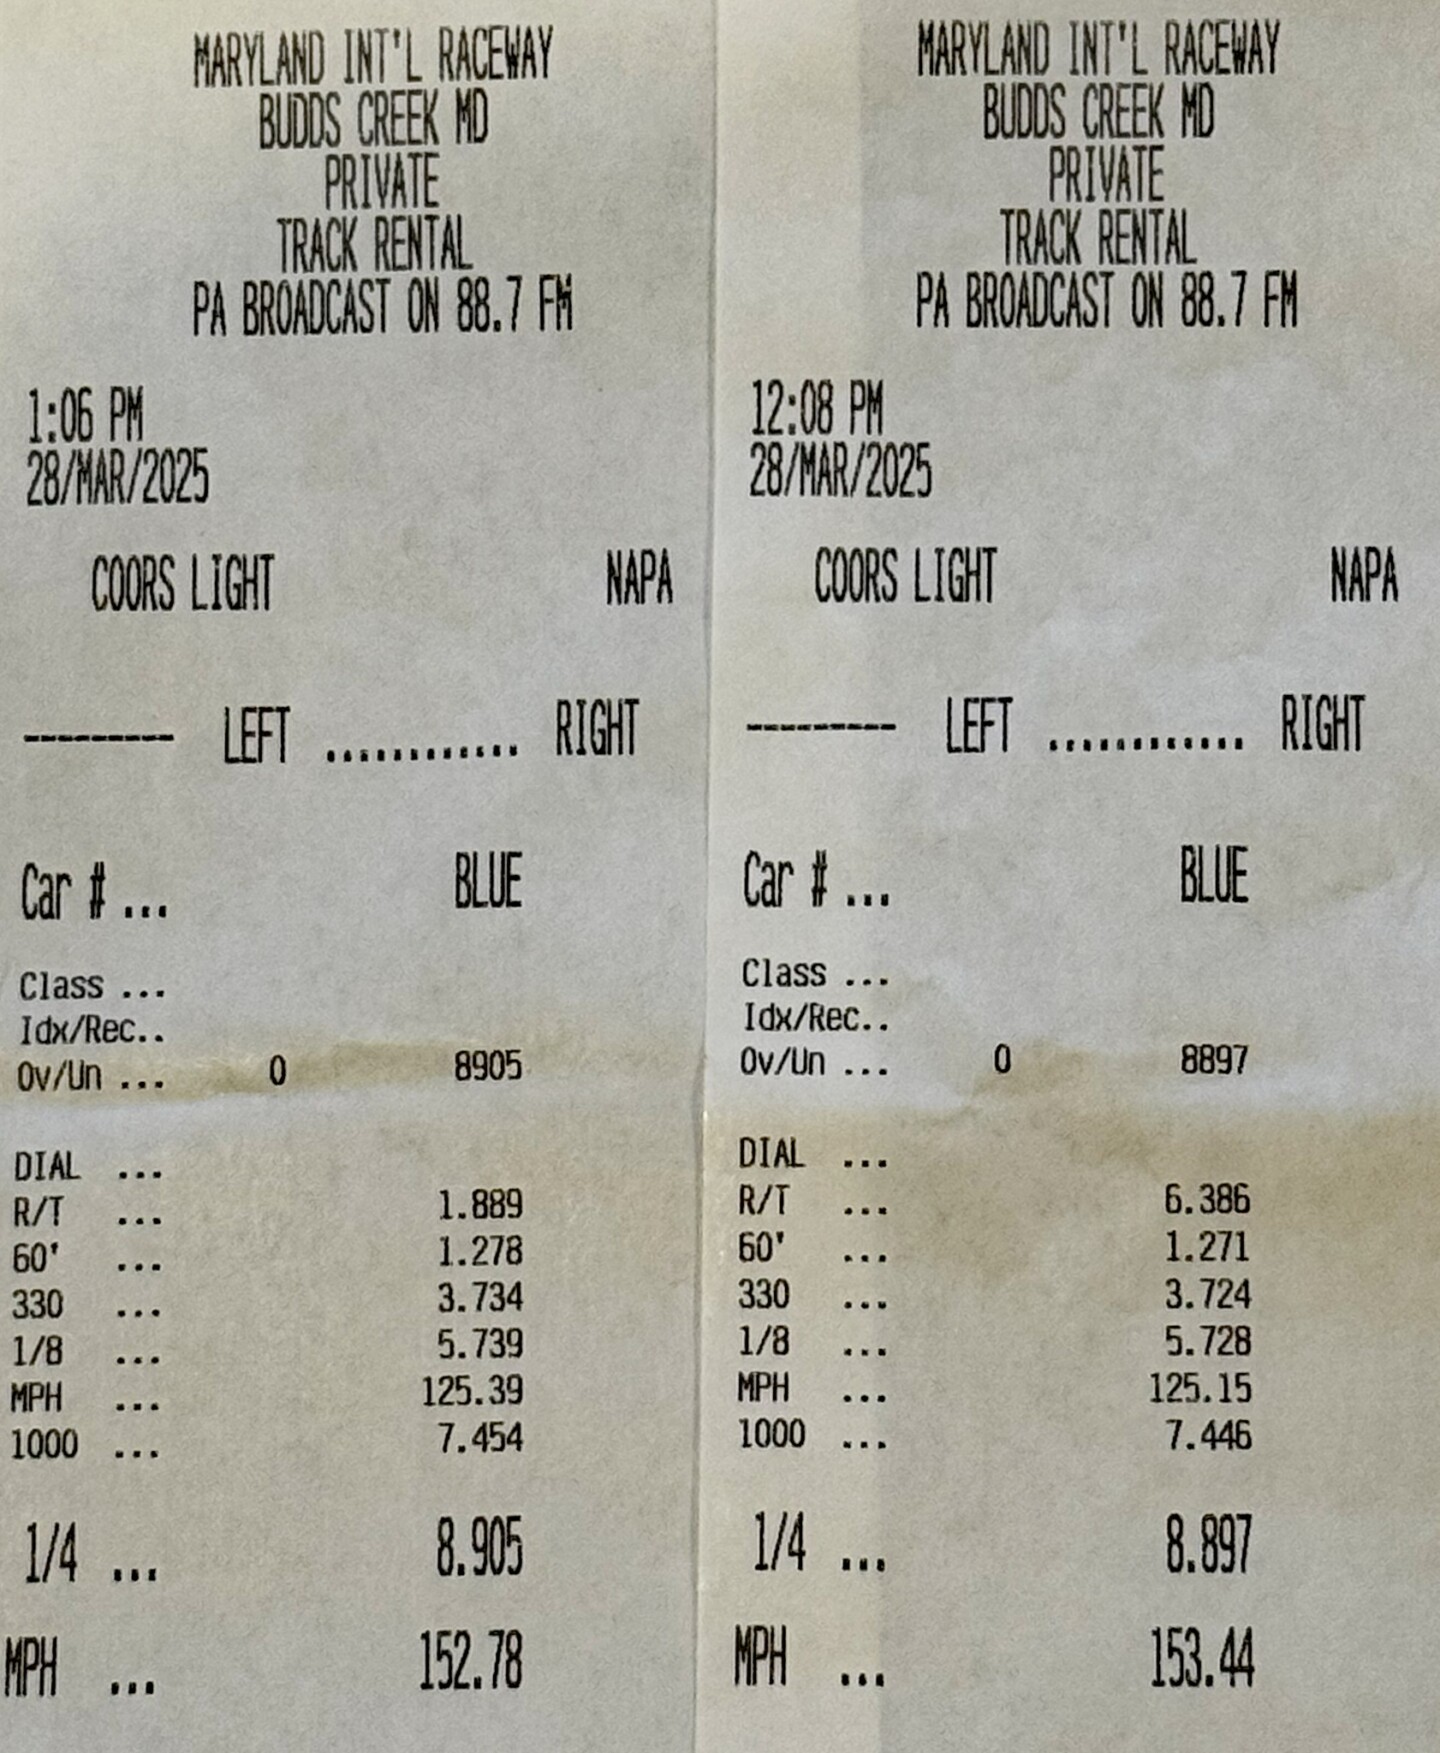 MARYLAND INT'L RACEWAY
BUDDS CREEK MD
PRIVATE
TRACK RENTAL
PA BROADCAST ON 88.7 FM
1:06 PM
28/MAR/2025
COORS LIGHT NAPA
--------- LEFT ............ RIGHT
Car # ... BLUE
Class ...
Idx/Rec..
Ov/Un ... 0 8905
DIAL ...
R/T ... 1.889
60' ... 1.278
330 ... 3.734
1/8 ... 5.739
MPH ... 125.39
1000 ... 7.454
1/4 ... 8.905
MPH ... 152.78
MARYLAND INT'L RACEWAY
BUDDS CREEK MD
PRIVATE
TRACK RENTAL
PA BROADCAST ON 88.7 FM
12:08 PM
28/MAR/2025
COORS LIGHT NAPA
--------- LEFT ............ RIGHT
Car # ... BLUE
Class ...
Idx/Rec..
Ov/Un ... 0 8897
DIAL ...
R/T ... 6.386
60' ... 1.271
330 ... 3.724
1/8 ... 5.728
MPH ... 125.15
1000 ... 7.446
1/4 ... 8.897
MPH ... 153.44